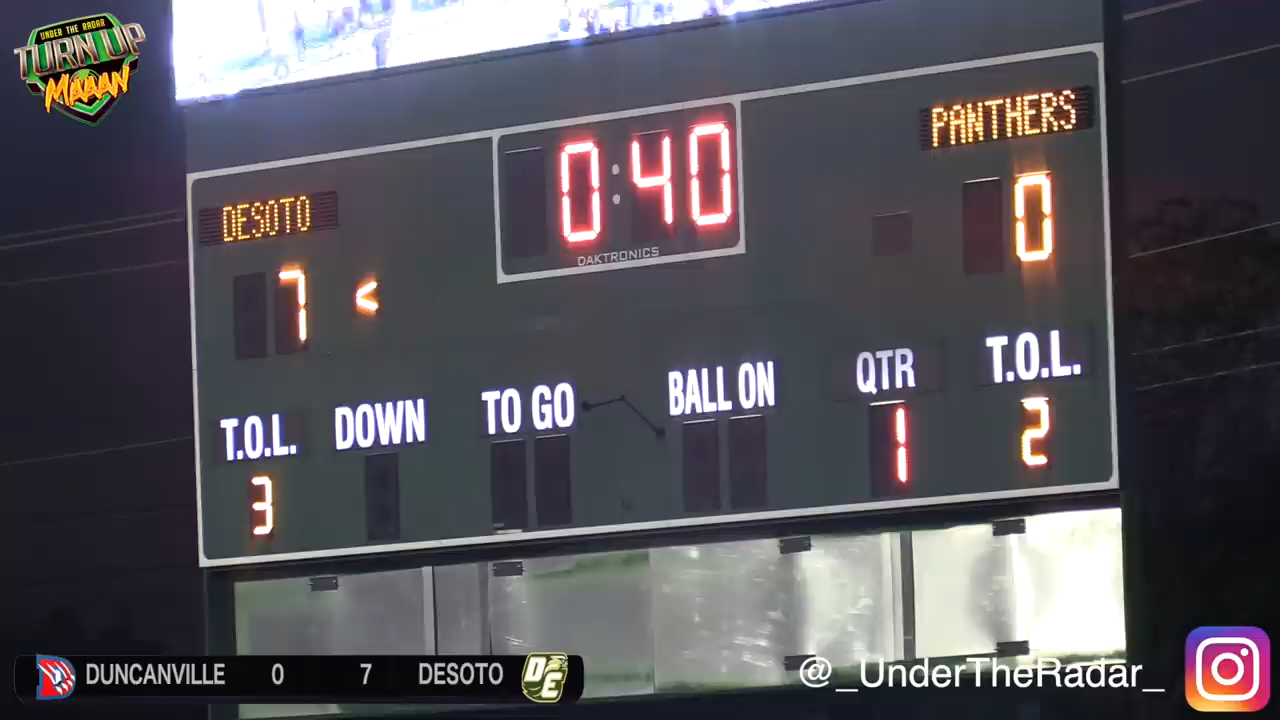 UNDER THE RADAR
TURN UP
MAAAN
PANTHERS
0:40
DESOTO
0
DAKTRONICS
7 <
T.O.L. DOWN TO GO BALL ON QTR T.O.L.
3 1 2
DUNCANVILLE 0 7 DESOTO DE
@_UnderTheRadar_